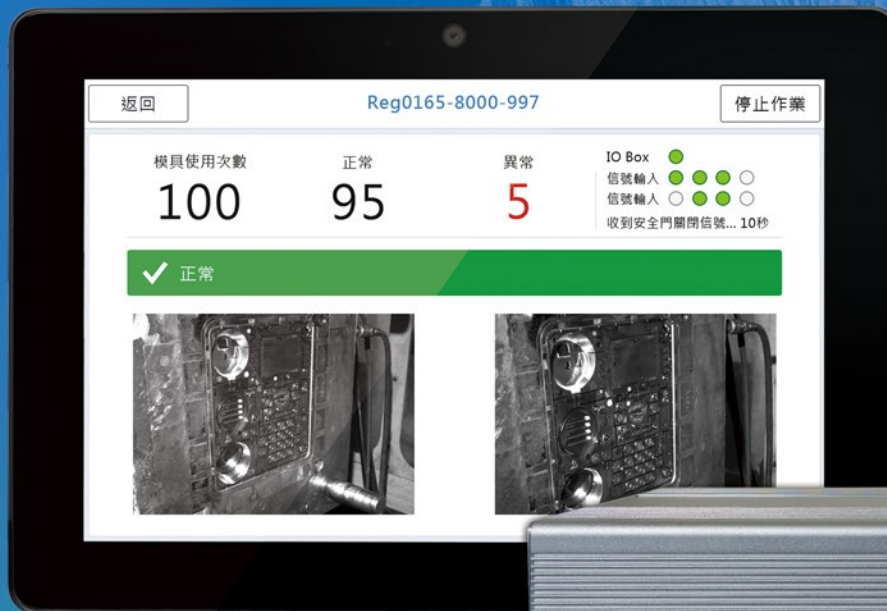 返回
Reg0165-8000-997
停止作業
模具使用次數
正常
異常
100
95
5
IO Box
信號輸入
信號輸入
收到安全門關閉信號... 10秒
正常